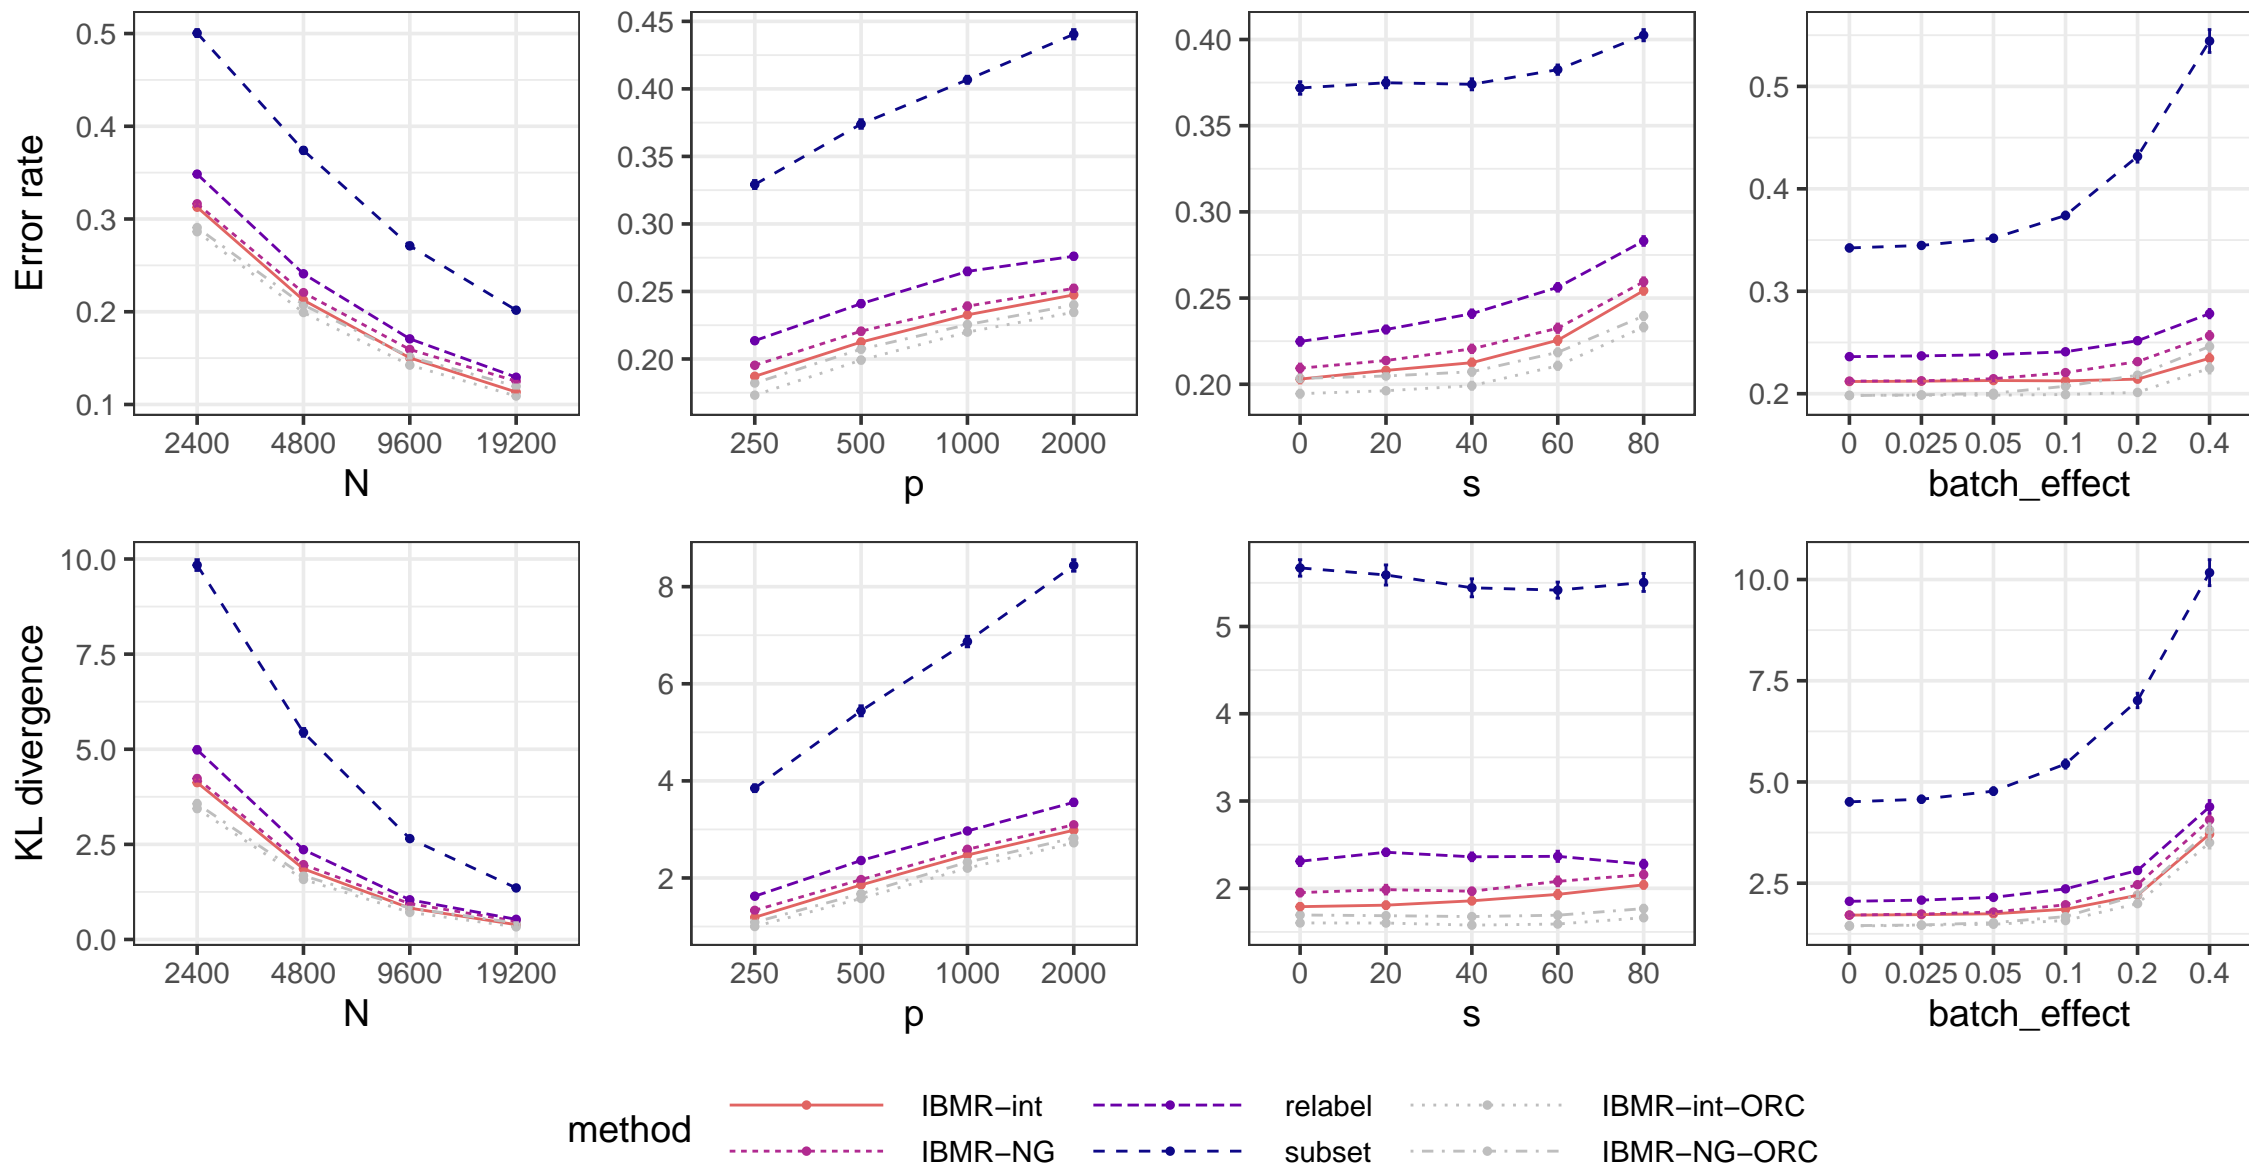 Error rate
0.5
0.4
0.3
0.2
0.1
2400 4800 9600 19200
N
0.45
0.40
0.35
0.30
0.25
0.20
250 500 1000 2000
p
0.40
0.35
0.30
0.25
0.20
0 20 40 60 80
s
0.5
0.4
0.3
0.2
0 0.025 0.05 0.1 0.2 0.4
batch_effect
KL divergence
10.0
7.5
5.0
2.5
0.0
2400 4800 9600 19200
N
8
6
4
2
250 500 1000 2000
p
5
4
3
2
0 20 40 60 80
s
10.0
7.5
5.0
2.5
0 0.025 0.05 0.1 0.2 0.4
batch_effect
method
IBMR−int relabel IBMR−int−ORC
IBMR−NG subset IBMR−NG−ORC